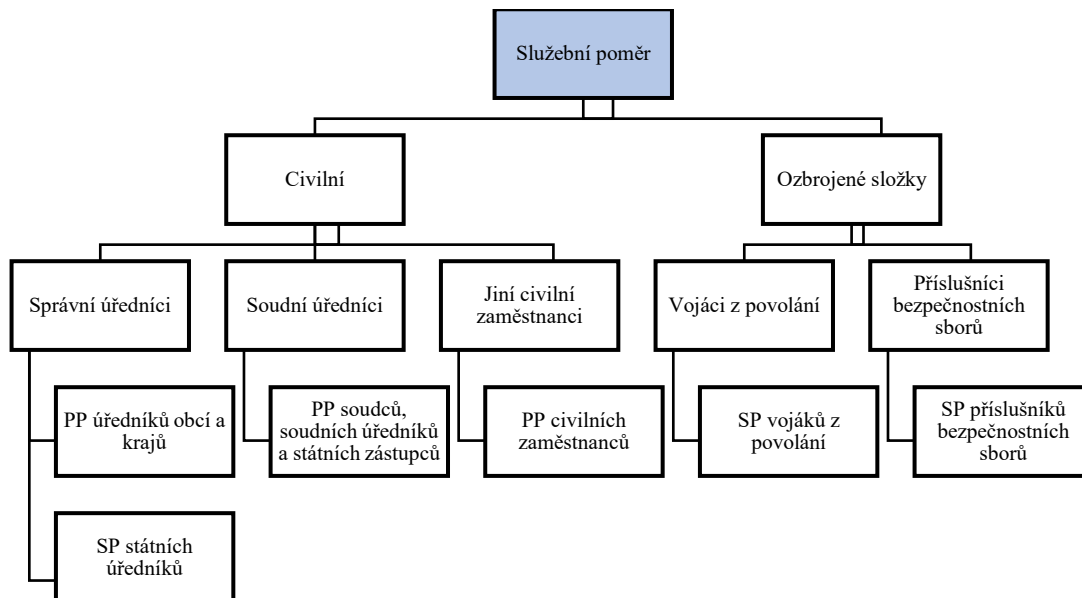 Služební poměr
Civilní
Ozbrojené složky
Správní úředníci
Soudní úředníci
Jiní civilní
zaměstnanci
Vojáci z povolání
Příslušníci
bezpečnostních
sborů
PP úředníků obcí a
krajů
PP soudců,
soudních úředníků
a státních zástupců
PP civilních
zaměstnanců
SP vojáků z
povolání
SP příslušníků
bezpečnostních
sborů
SP státních
úředníků